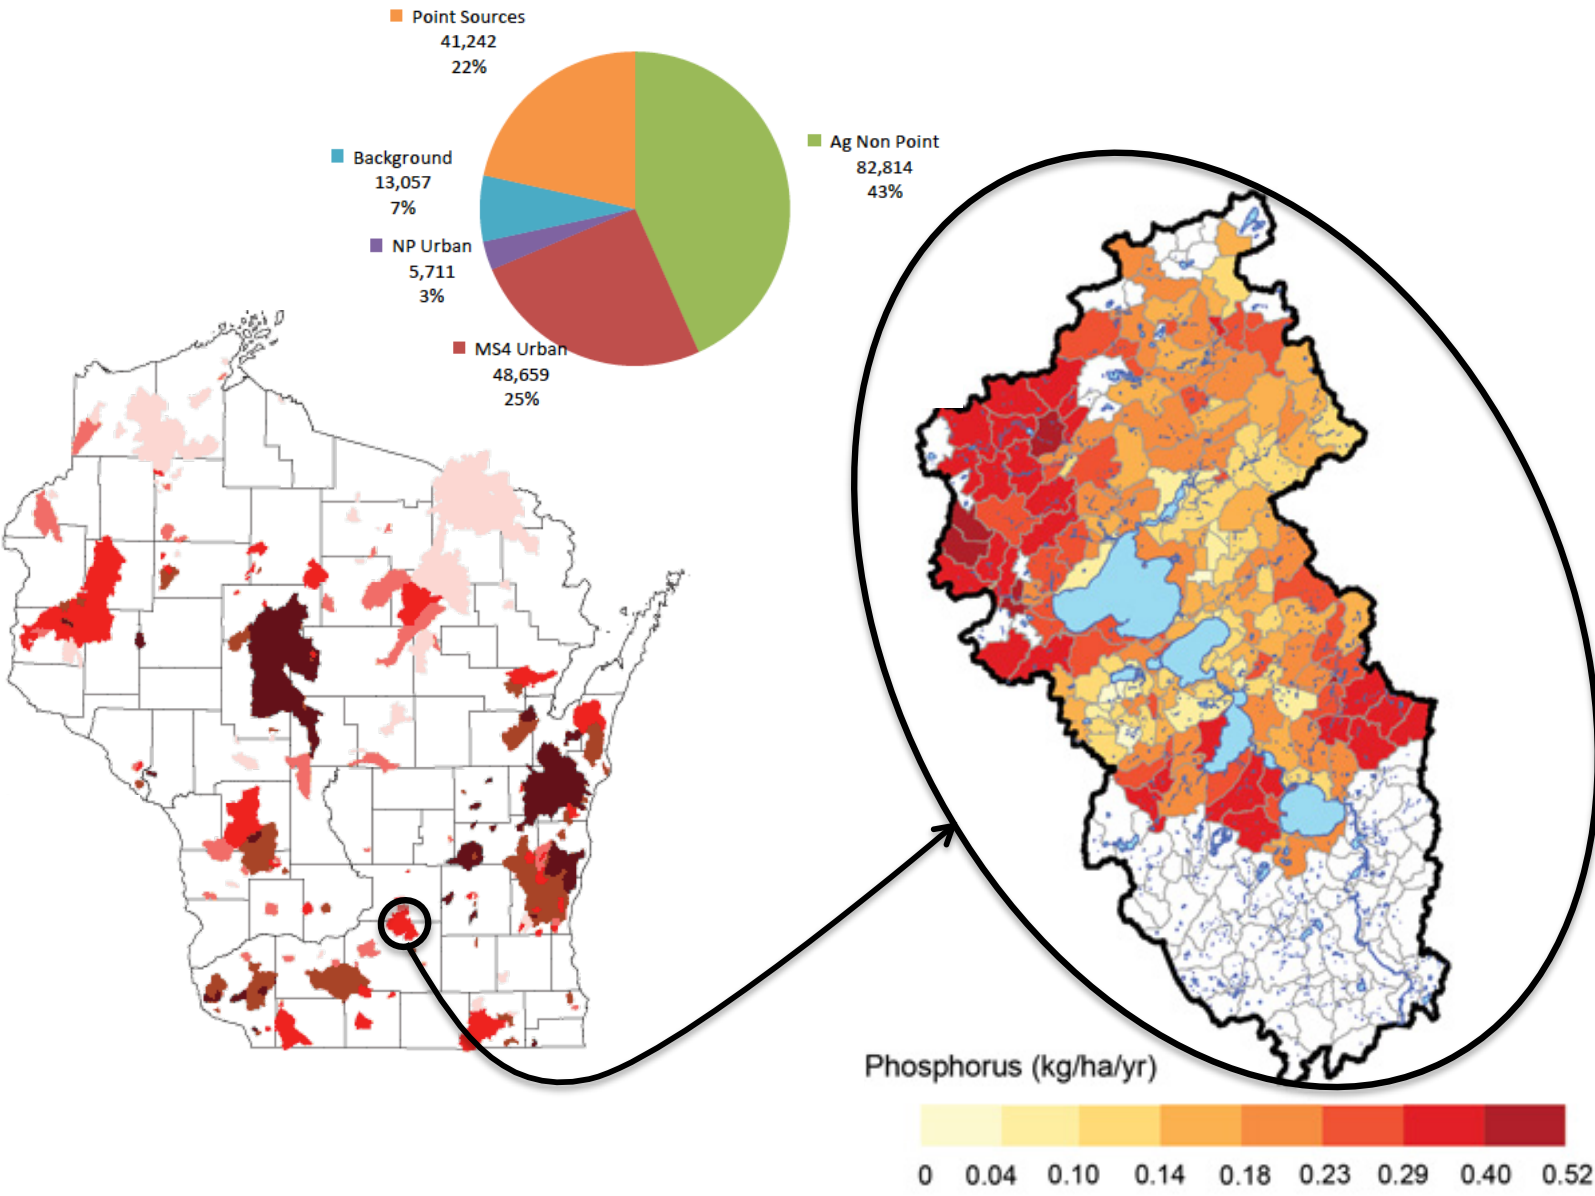 Point Sources
41,242
22%
Ag Non Point
82,814
43%
Background
13,057
7%
NP Urban
5,711
3%
MS4 Urban
48,659
25%
Phosphorus (kg/ha/yr)
0 0.04 0.10 0.14 0.18 0.23 0.29 0.40 0.52